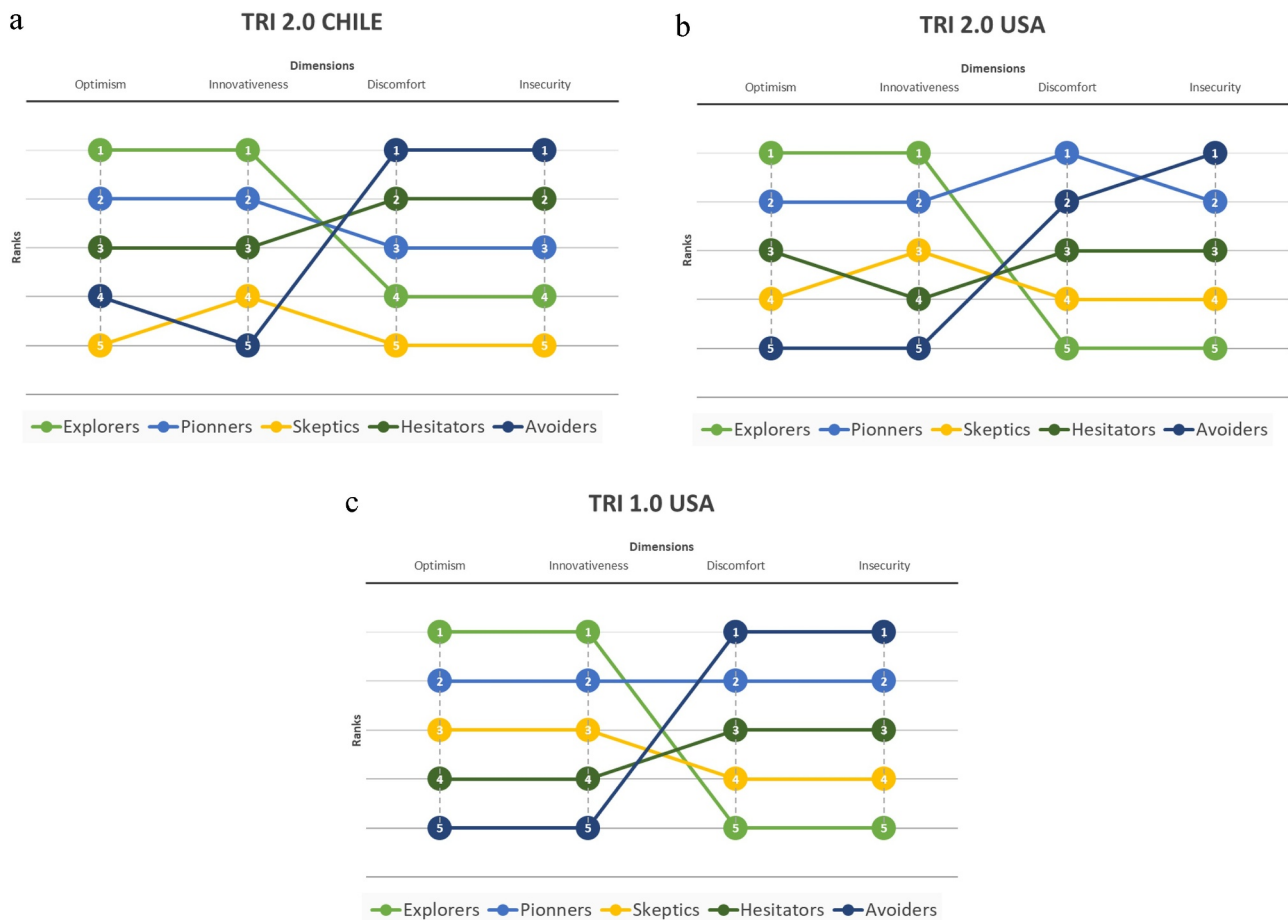 a
TRI 2.0 CHILE
Dimensions
Optimism Innovativeness Discomfort Insecurity
Ranks
1 1 1 1
2 2 2 2
3 3 3 3
4 4 4 4
5 5 5 5
Explorers Pionners Skeptics Hesitators Avoiders
b
TRI 2.0 USA
Dimensions
Optimism Innovativeness Discomfort Insecurity
Ranks
1 1 1 1
2 2 2 2
3 3 3 3
4 4 4 4
5 5 5 5
Explorers Pionners Skeptics Hesitators Avoiders
c
TRI 1.0 USA
Dimensions
Optimism Innovativeness Discomfort Insecurity
Ranks
1 1 1 1
2 2 2 2
3 3 3 3
4 4 4 4
5 5 5 5
Explorers Pionners Skeptics Hesitators Avoiders